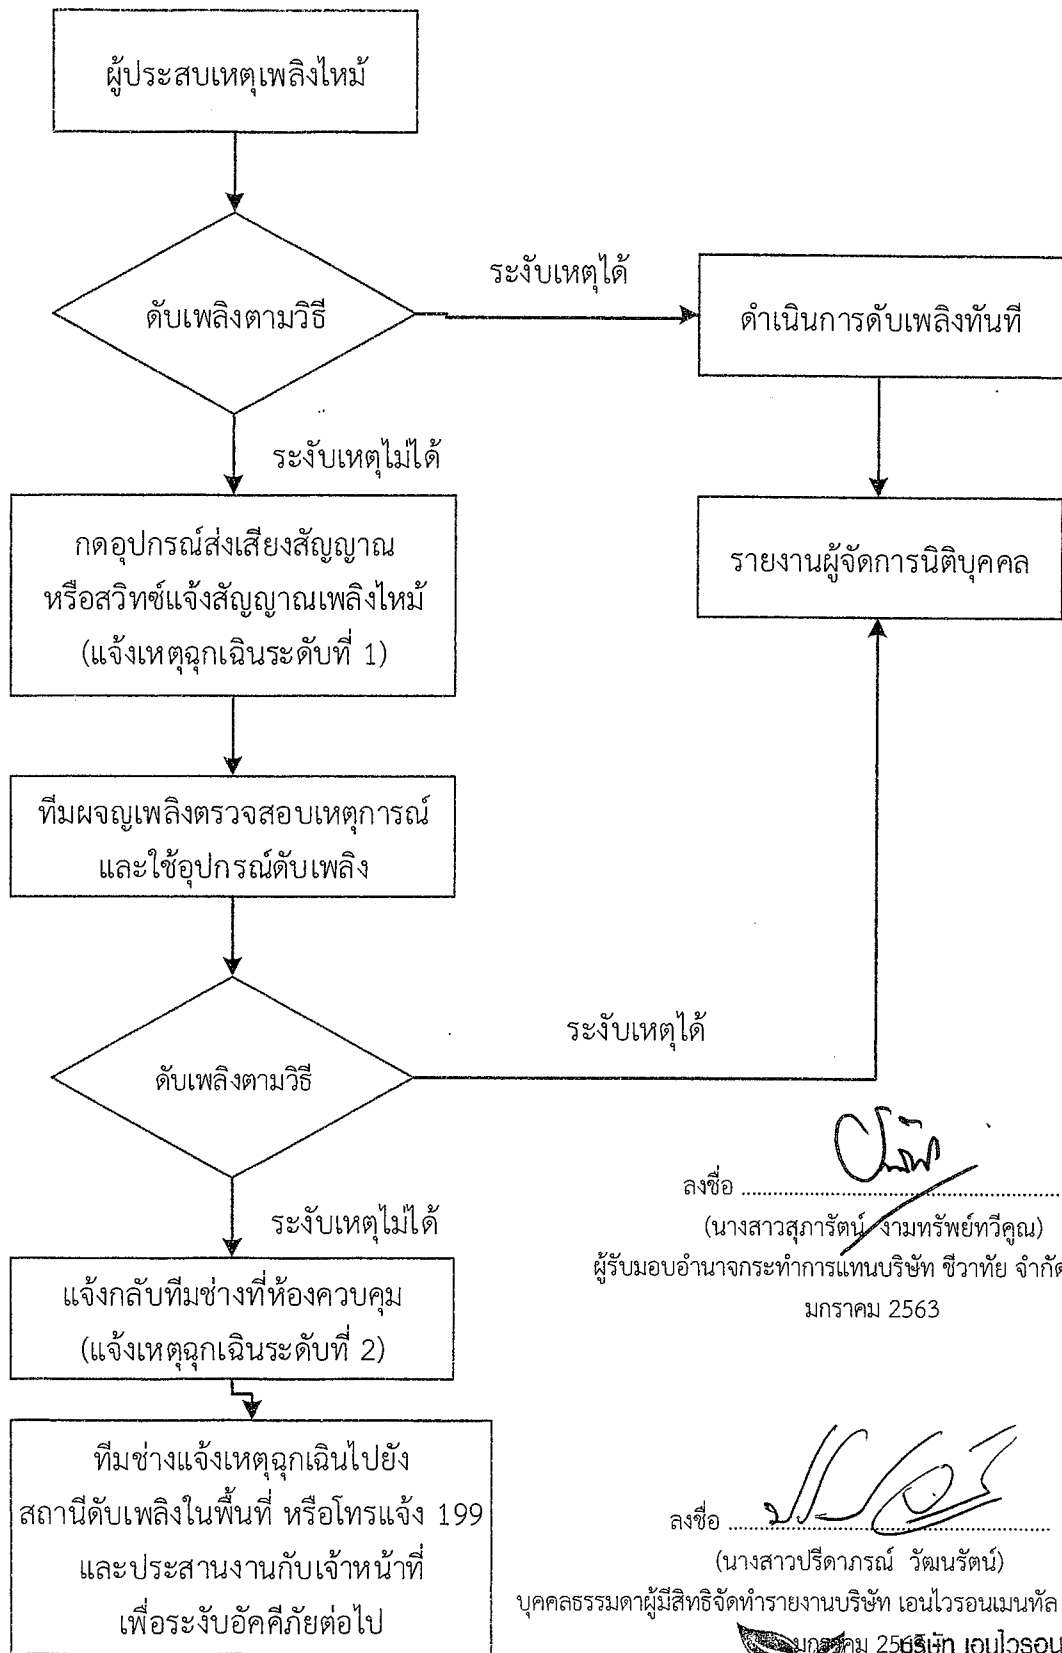 ผู้ประสบเหตุเพลิงไหม้
ดับเพลิงตามวิธี
ระงับเหตุได้
ดำเนินการดับเพลิงทันที
ระงับเหตุไม่ได้
กดอุปกรณ์ส่งเสียงสัญญาณ
หรือสวิทซ์แจ้งสัญญาณเพลิงไหม้
(แจ้งเหตุฉุกเฉินระดับที่ 1)
รายงานผู้จัดการนิติบุคคล
ทีมผจญเพลิงตรวจสอบเหตุการณ์
และใช้อุปกรณ์ดับเพลิง
ดับเพลิงตามวิธี
ระงับเหตุได้
ระงับเหตุไม่ได้
แจ้งกลับทีมช่างที่ห้องควบคุม
(แจ้งเหตุฉุกเฉินระดับที่ 2)
ทีมช่างแจ้งเหตุฉุกเฉินไปยัง
สถานีดับเพลิงในพื้นที่ หรือโทรแจ้ง 199
และประสานงานกับเจ้าหน้าที่
เพื่อระงับอัคคีภัยต่อไป
ลงชื่อ
(นางสาวสุภารัตน์ งามทรัพย์ทวีคูณ)
ผู้รับมอบอำนาจกระทำการแทนบริษัท ชีวาทัย จำกัด
มกราคม 2563
ลงชื่อ
(นางสาวปรีดาภรณ์ วัฒนรัตน์)
บุคคลธรรมดาผู้มีสิทธิจัดทำรายงานบริษัท เอนไวรอนเมนทัล